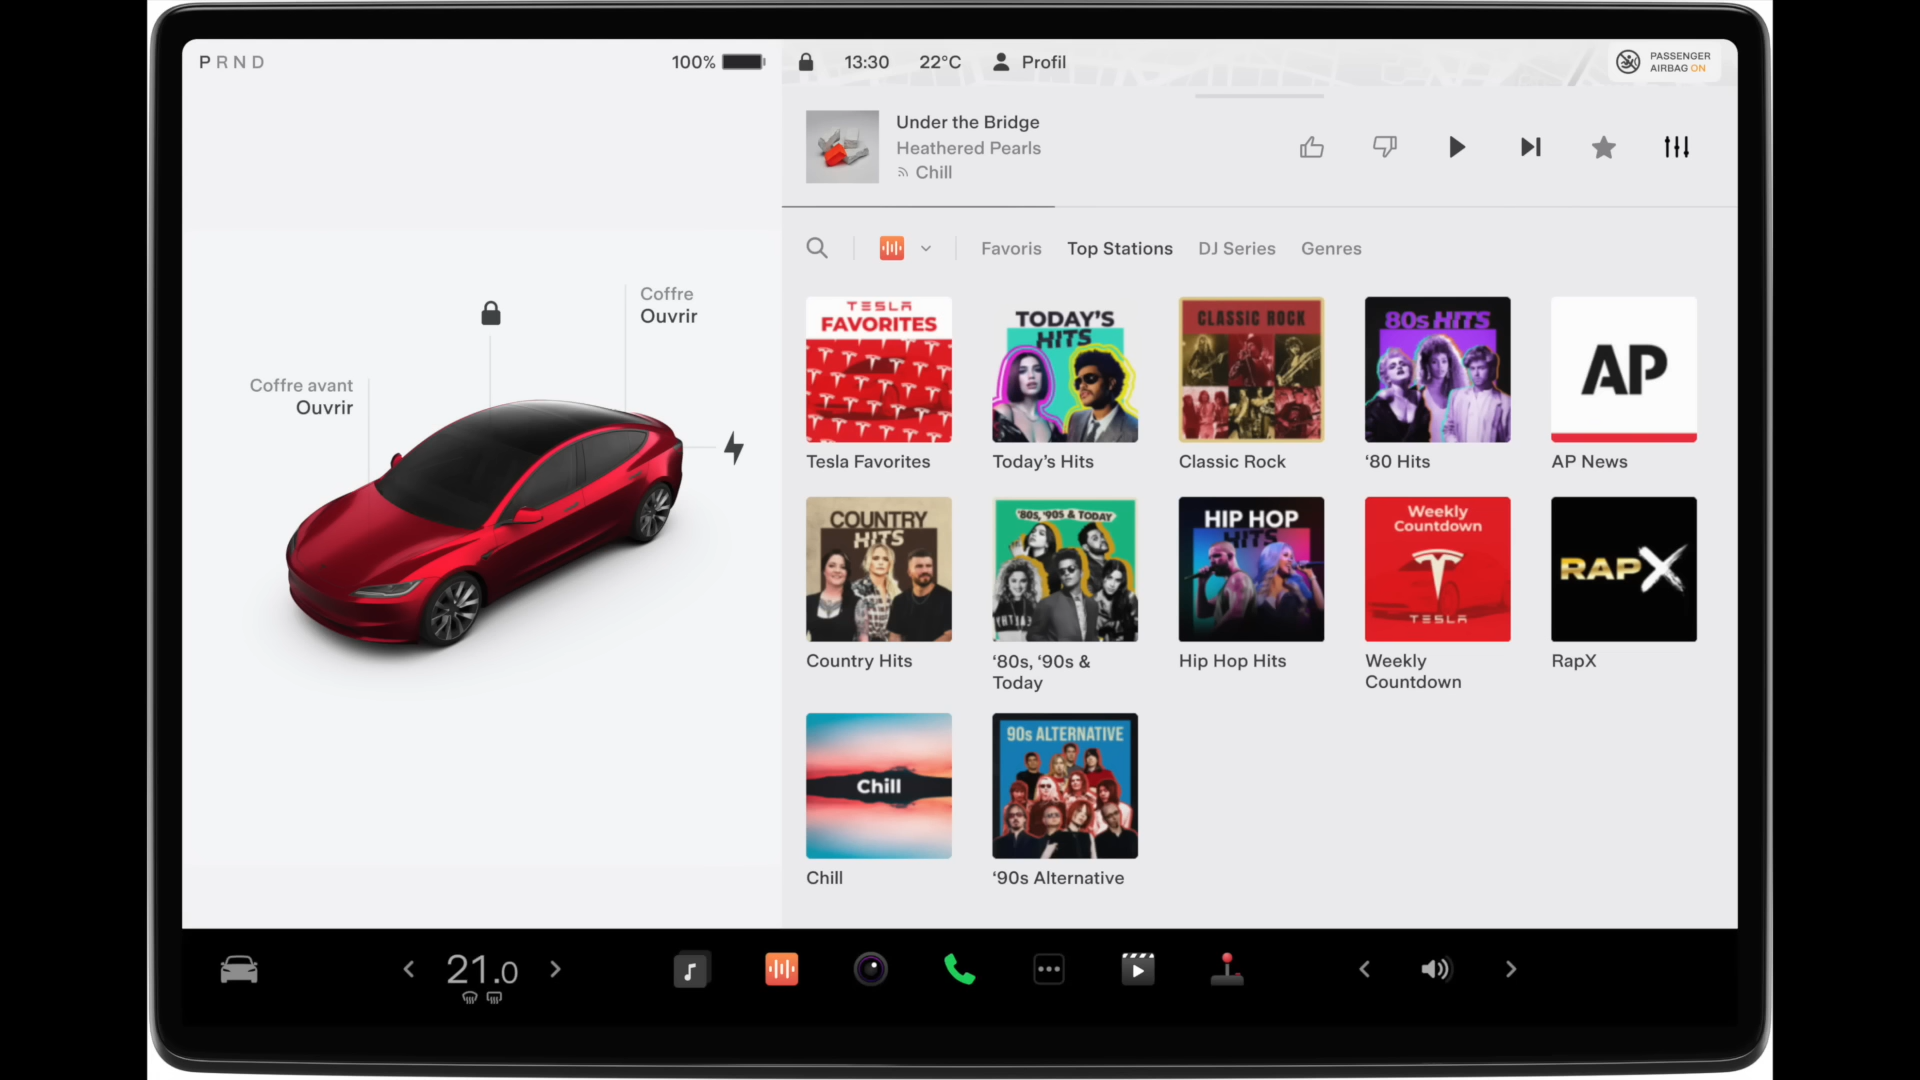 PRND
100%
13:30
22°C
Profil
PASSENGER
AIRBAG ON
Under the Bridge
Heathered Pearls
Chill
Favoris
Top Stations
DJ Series
Genres
Coffre
Ouvrir
Coffre avant
Ouvrir
TESLA
FAVORITES
Tesla Favorites
TODAY'S
HITS
Today's Hits
CLASSIC ROCK
Classic Rock
80s HITS
‘80 Hits
AP
AP News
COUNTRY
HITS
Country Hits
'80s, '90s & TODAY
‘80s, ‘90s &
Today
HIP HOP
HITS
Hip Hop Hits
Weekly
Countdown
TESLA
Weekly
Countdown
RAPX
RapX
Chill
Chill
90s ALTERNATIVE
‘90s Alternative
21.0